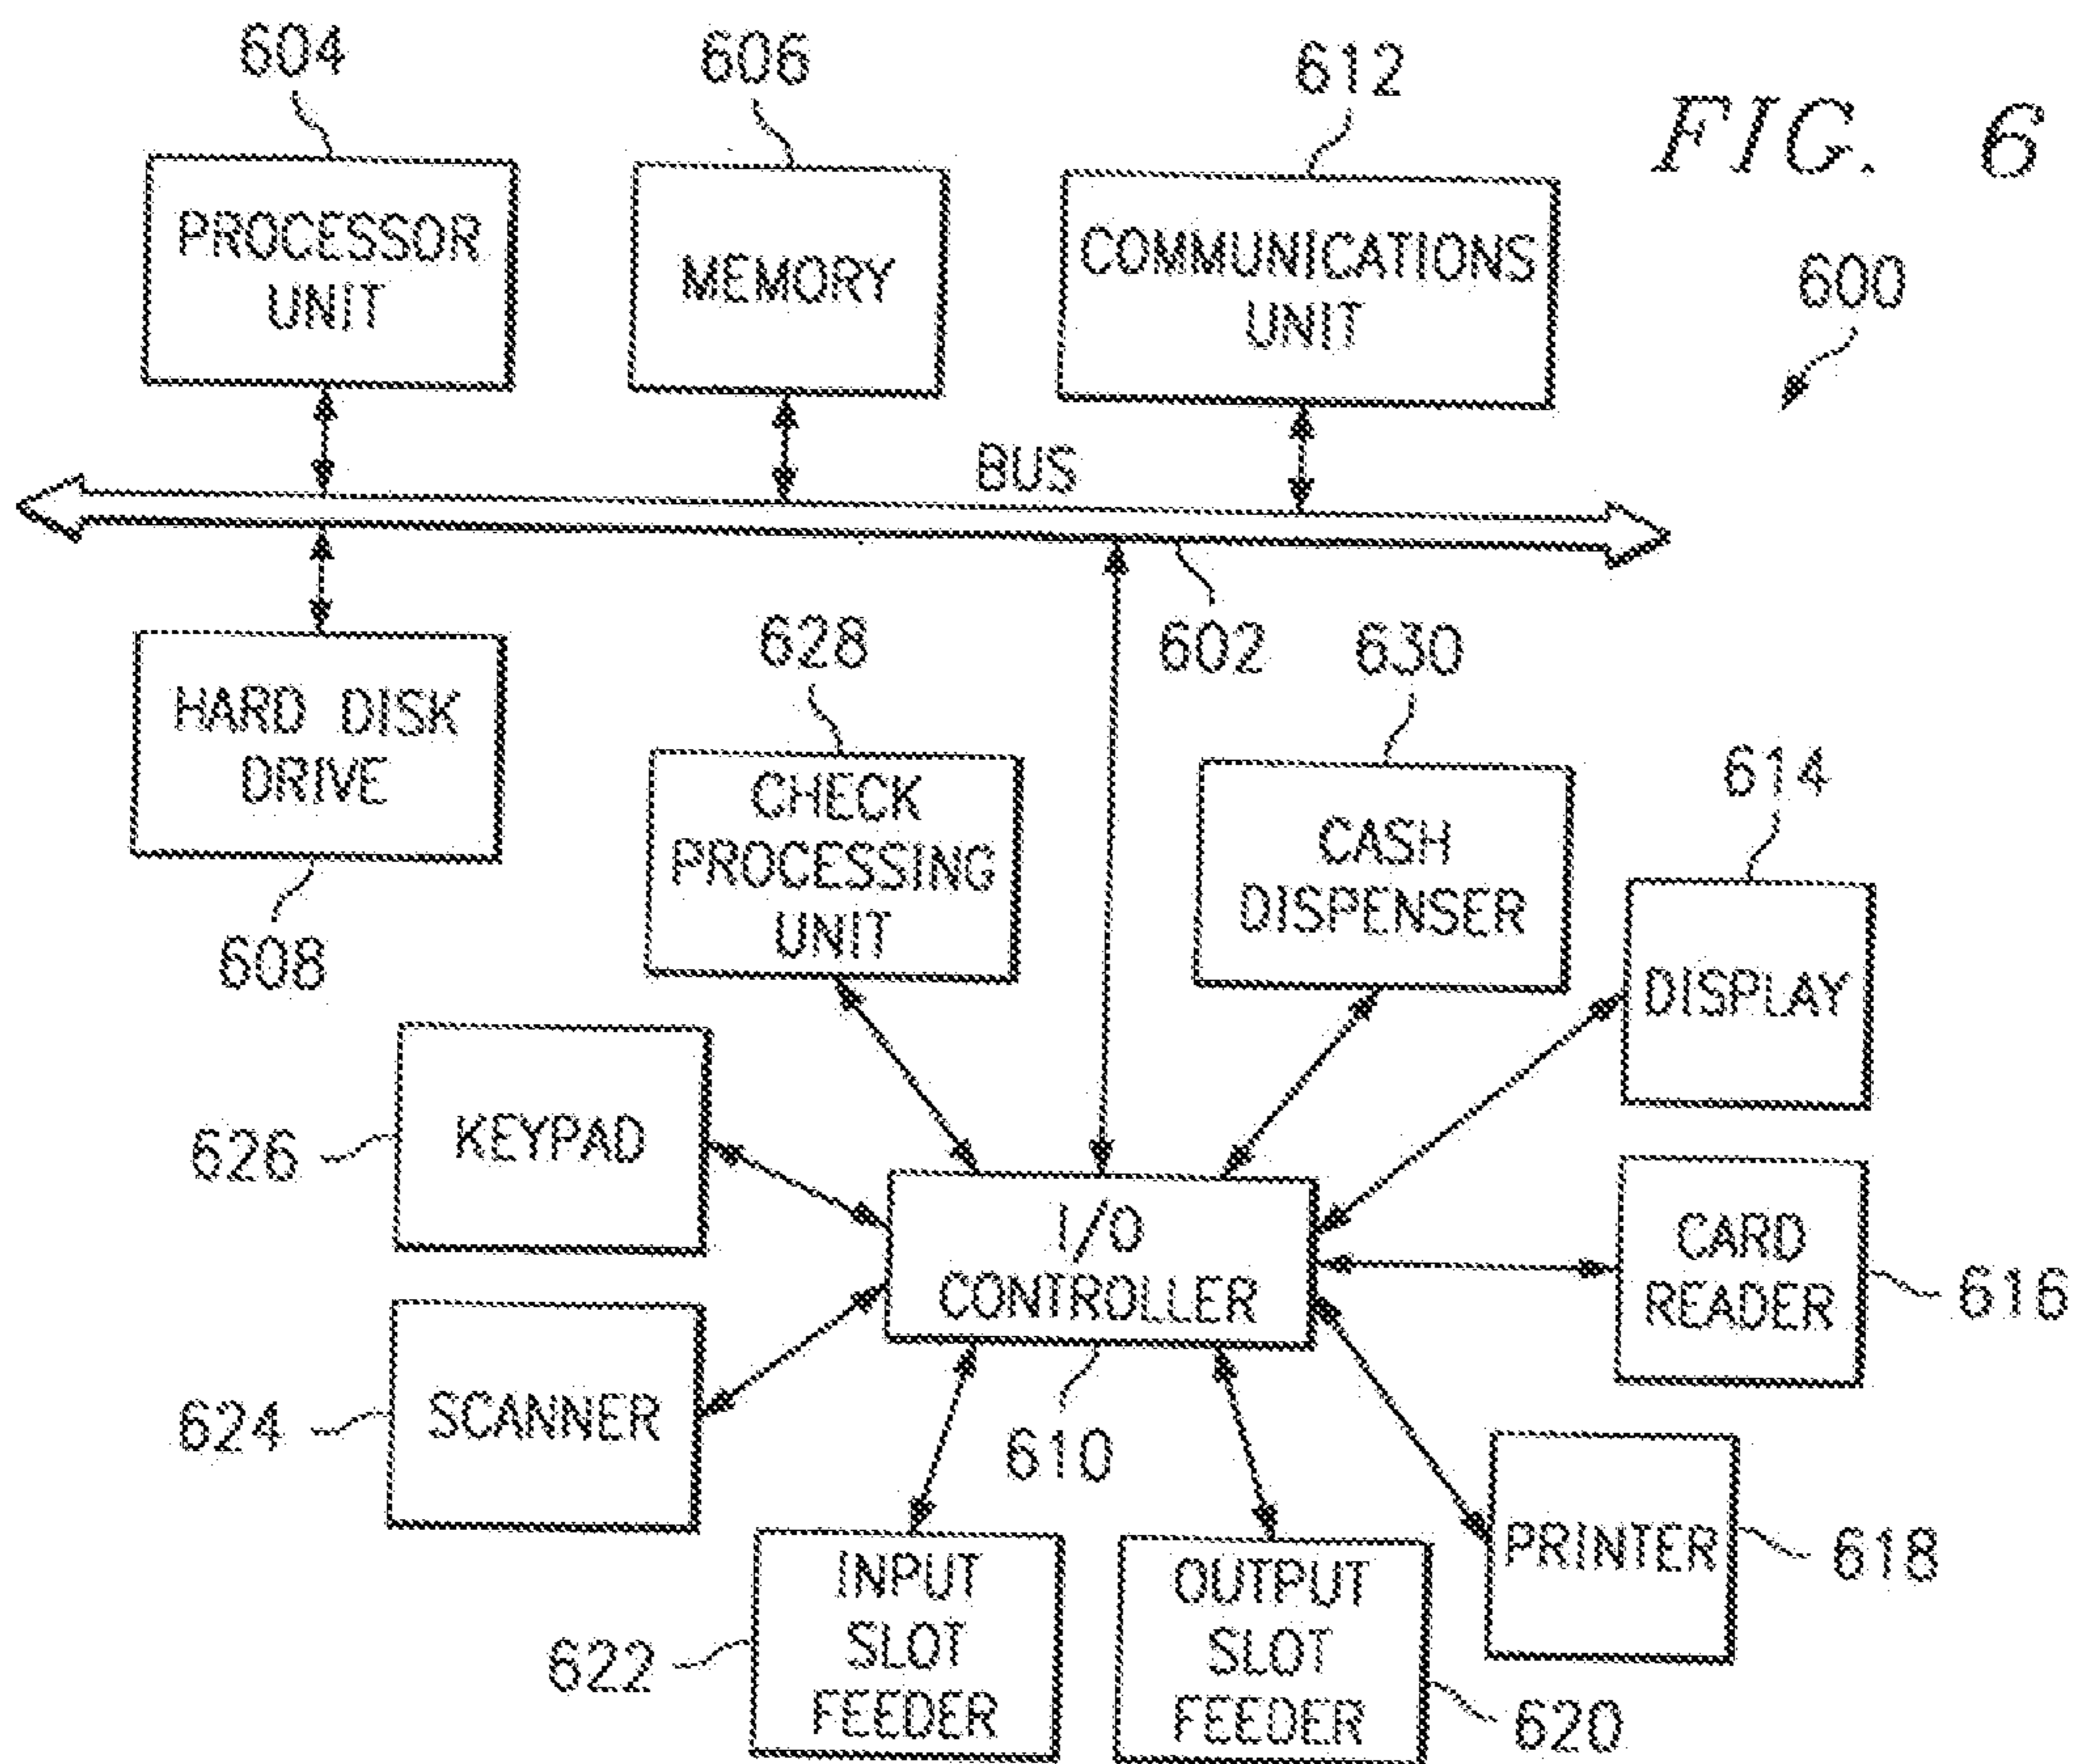 604
606
612
FIG. 6
PROCESSOR
UNIT
MEMORY
COMMUNICATIONS
UNIT
600
BUS
602
HARD DISK
DRIVE
608
628
CHECK
PROCESSING
UNIT
630
CASH
DISPENSER
614
DISPLAY
626
KEYPAD
I/O
CONTROLLER
610
CARD
READER
616
624
SCANNER
PRINTER
618
622
INPUT
SLOT
FEEDER
OUTPUT
SLOT
FEEDER
620